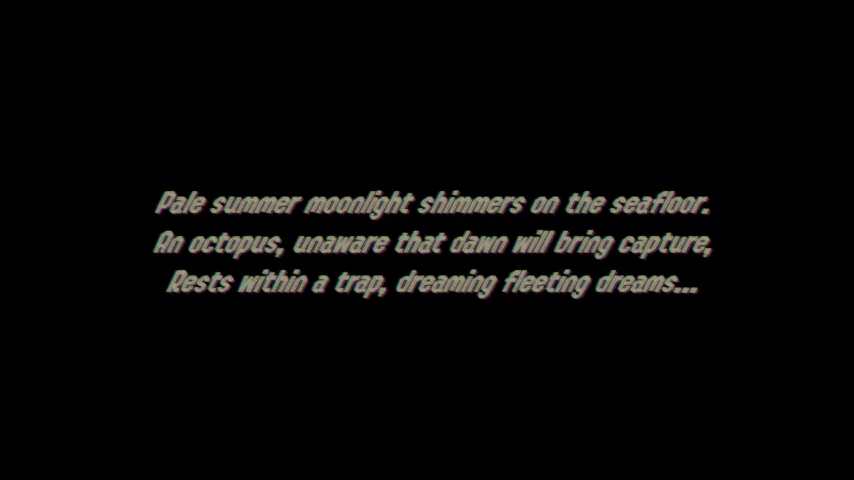 Pale summer moonlight shimmers on the seafloor.
An octopus, unaware that dawn will bring capture,
Rests within a trap, dreaming fleeting dreams...